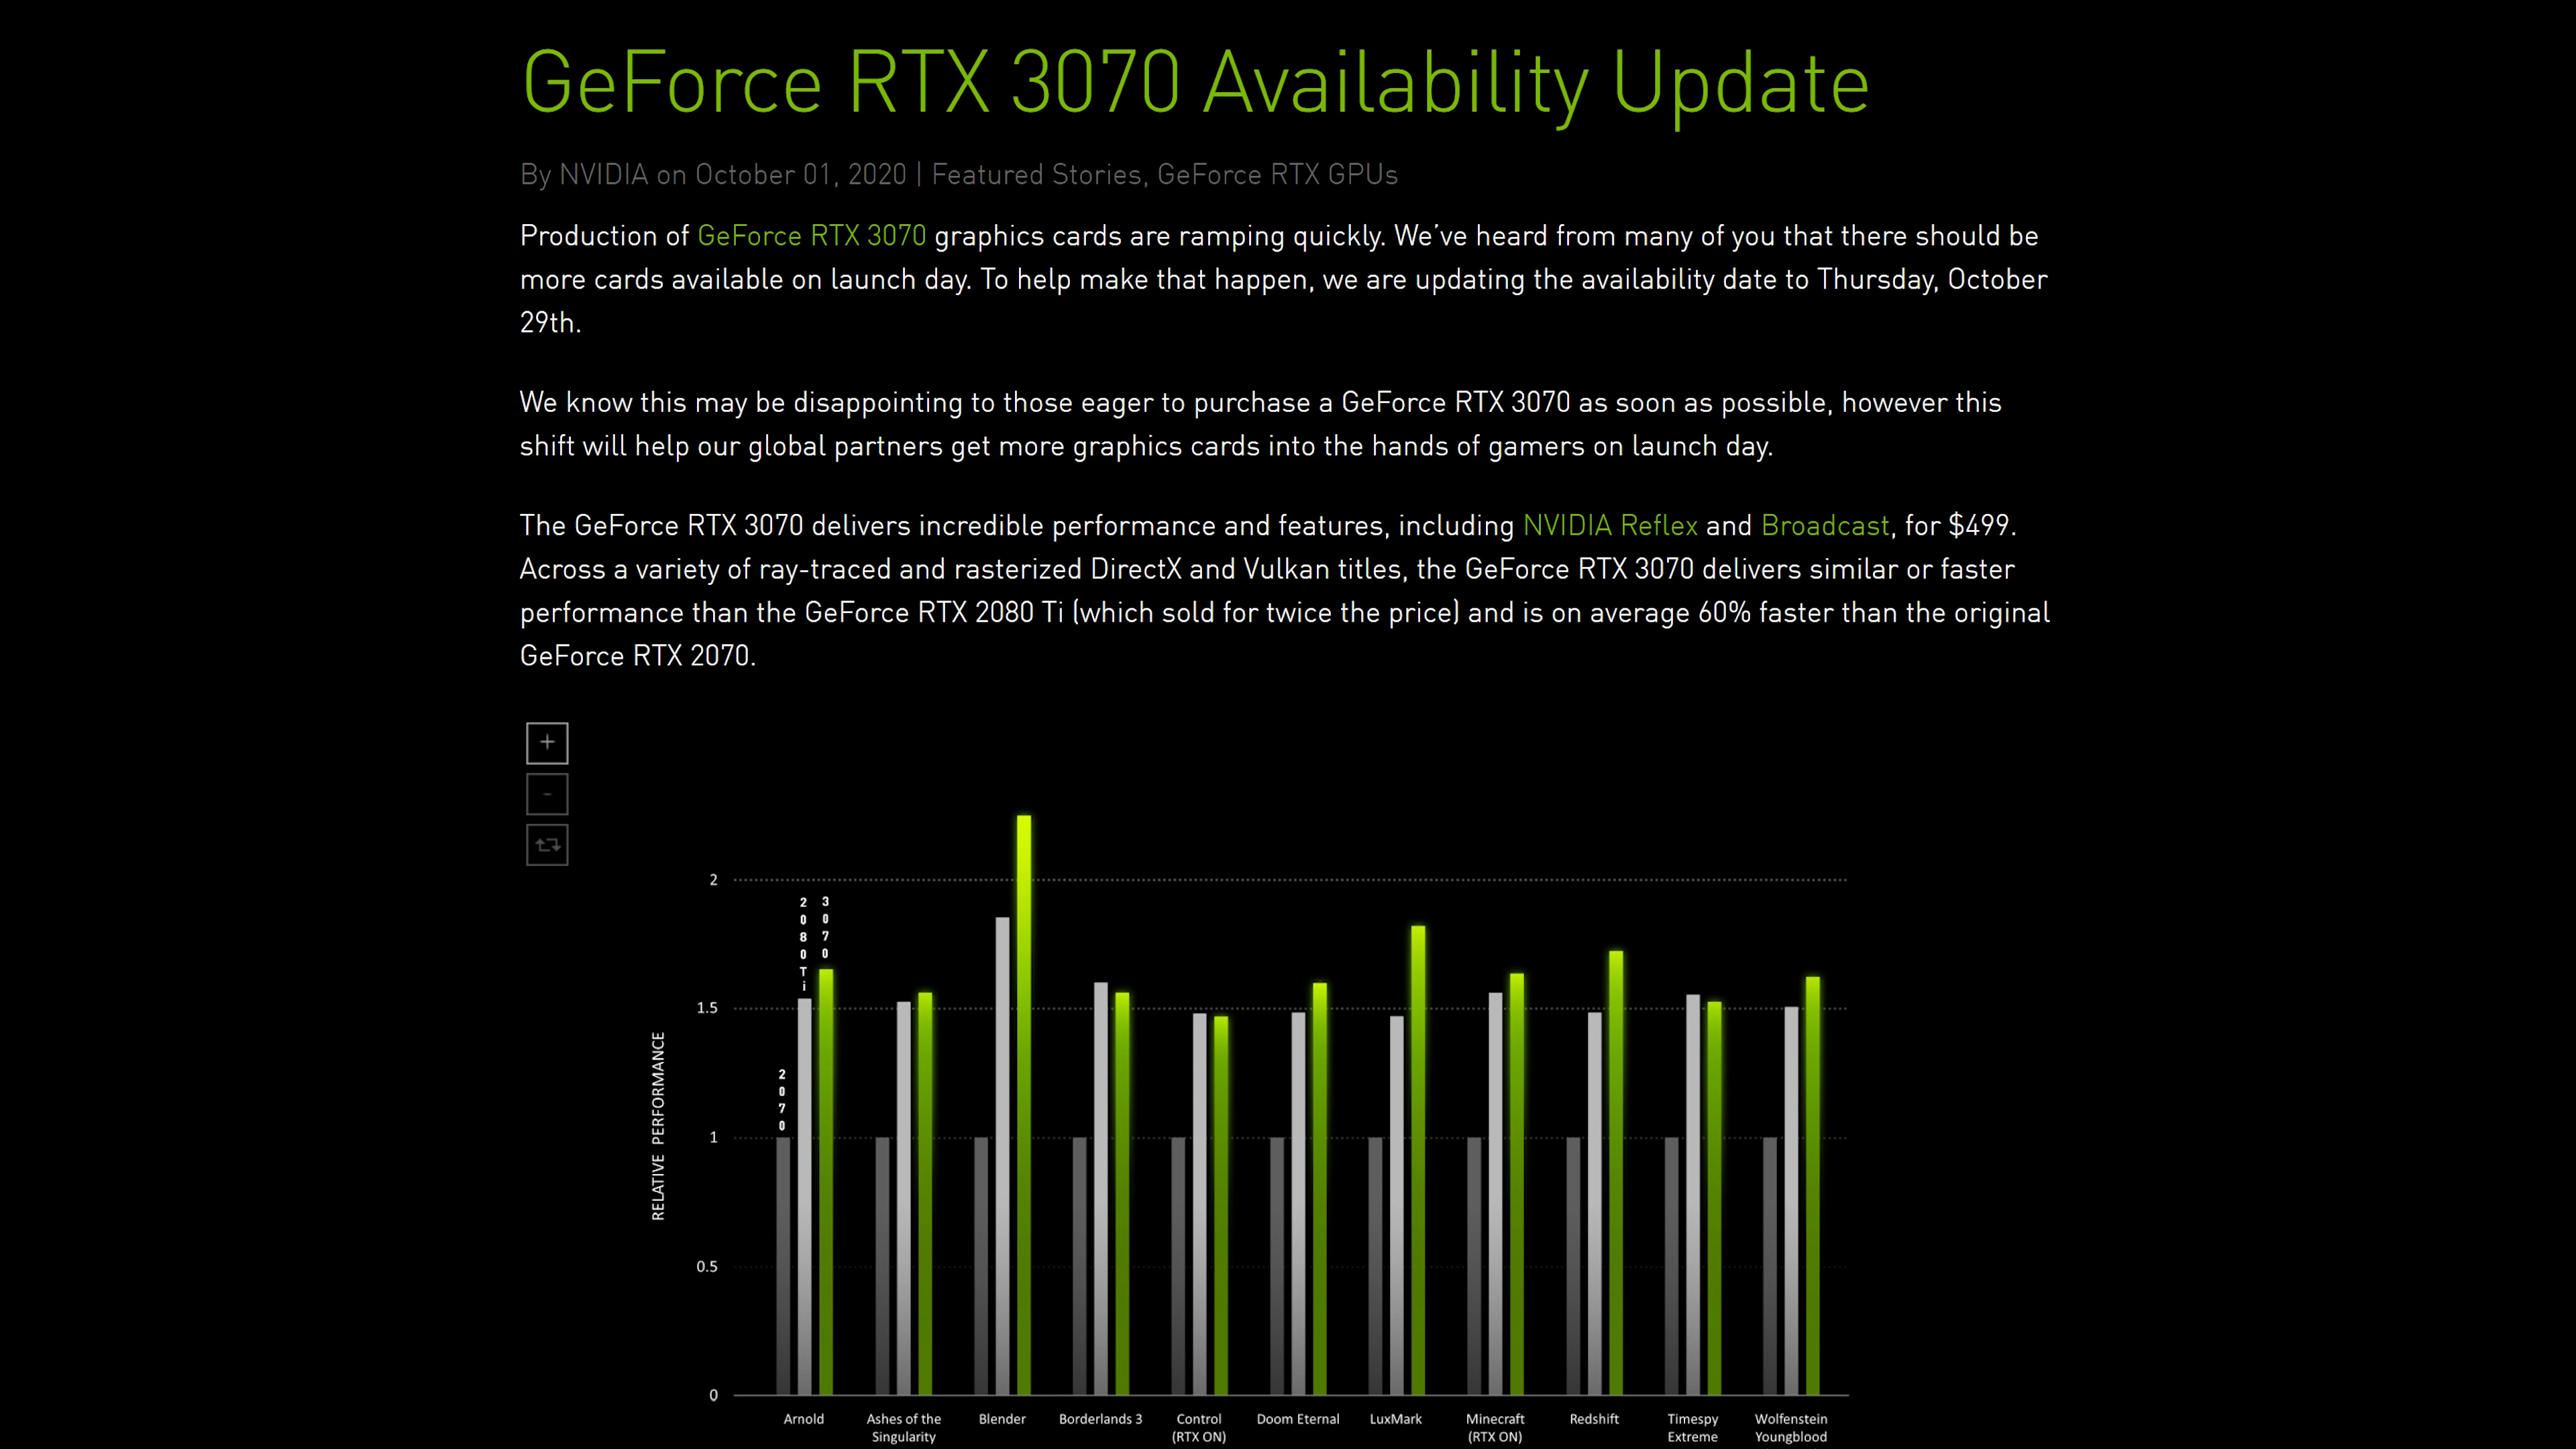 GeForce RTX 3070 Availability Update
By NVIDIA on October 01, 2020 | Featured Stories, GeForce RTX GPUs
Production of GeForce RTX 3070 graphics cards are ramping quickly. We’ve heard from many of you that there should be
more cards available on launch day. To help make that happen, we are updating the availability date to Thursday, October
29th.
We know this may be disappointing to those eager to purchase a GeForce RTX 3070 as soon as possible, however this
shift will help our global partners get more graphics cards into the hands of gamers on launch day.
The GeForce RTX 3070 delivers incredible performance and features, including NVIDIA Reflex and Broadcast, for $499.
Across a variety of ray-traced and rasterized DirectX and Vulkan titles, the GeForce RTX 3070 delivers similar or faster
performance than the GeForce RTX 2080 Ti (which sold for twice the price) and is on average 60% faster than the original
GeForce RTX 2070.
+
-
RELATIVE PERFORMANCE
2
1.5
1
0.5
0
2070
2080Ti
3070
Arnold
Ashes of the
Singularity
Blender
Borderlands 3
Control
(RTX ON)
Doom Eternal
LuxMark
Minecraft
(RTX ON)
Redshift
Timespy
Extreme
Wolfenstein
Youngblood